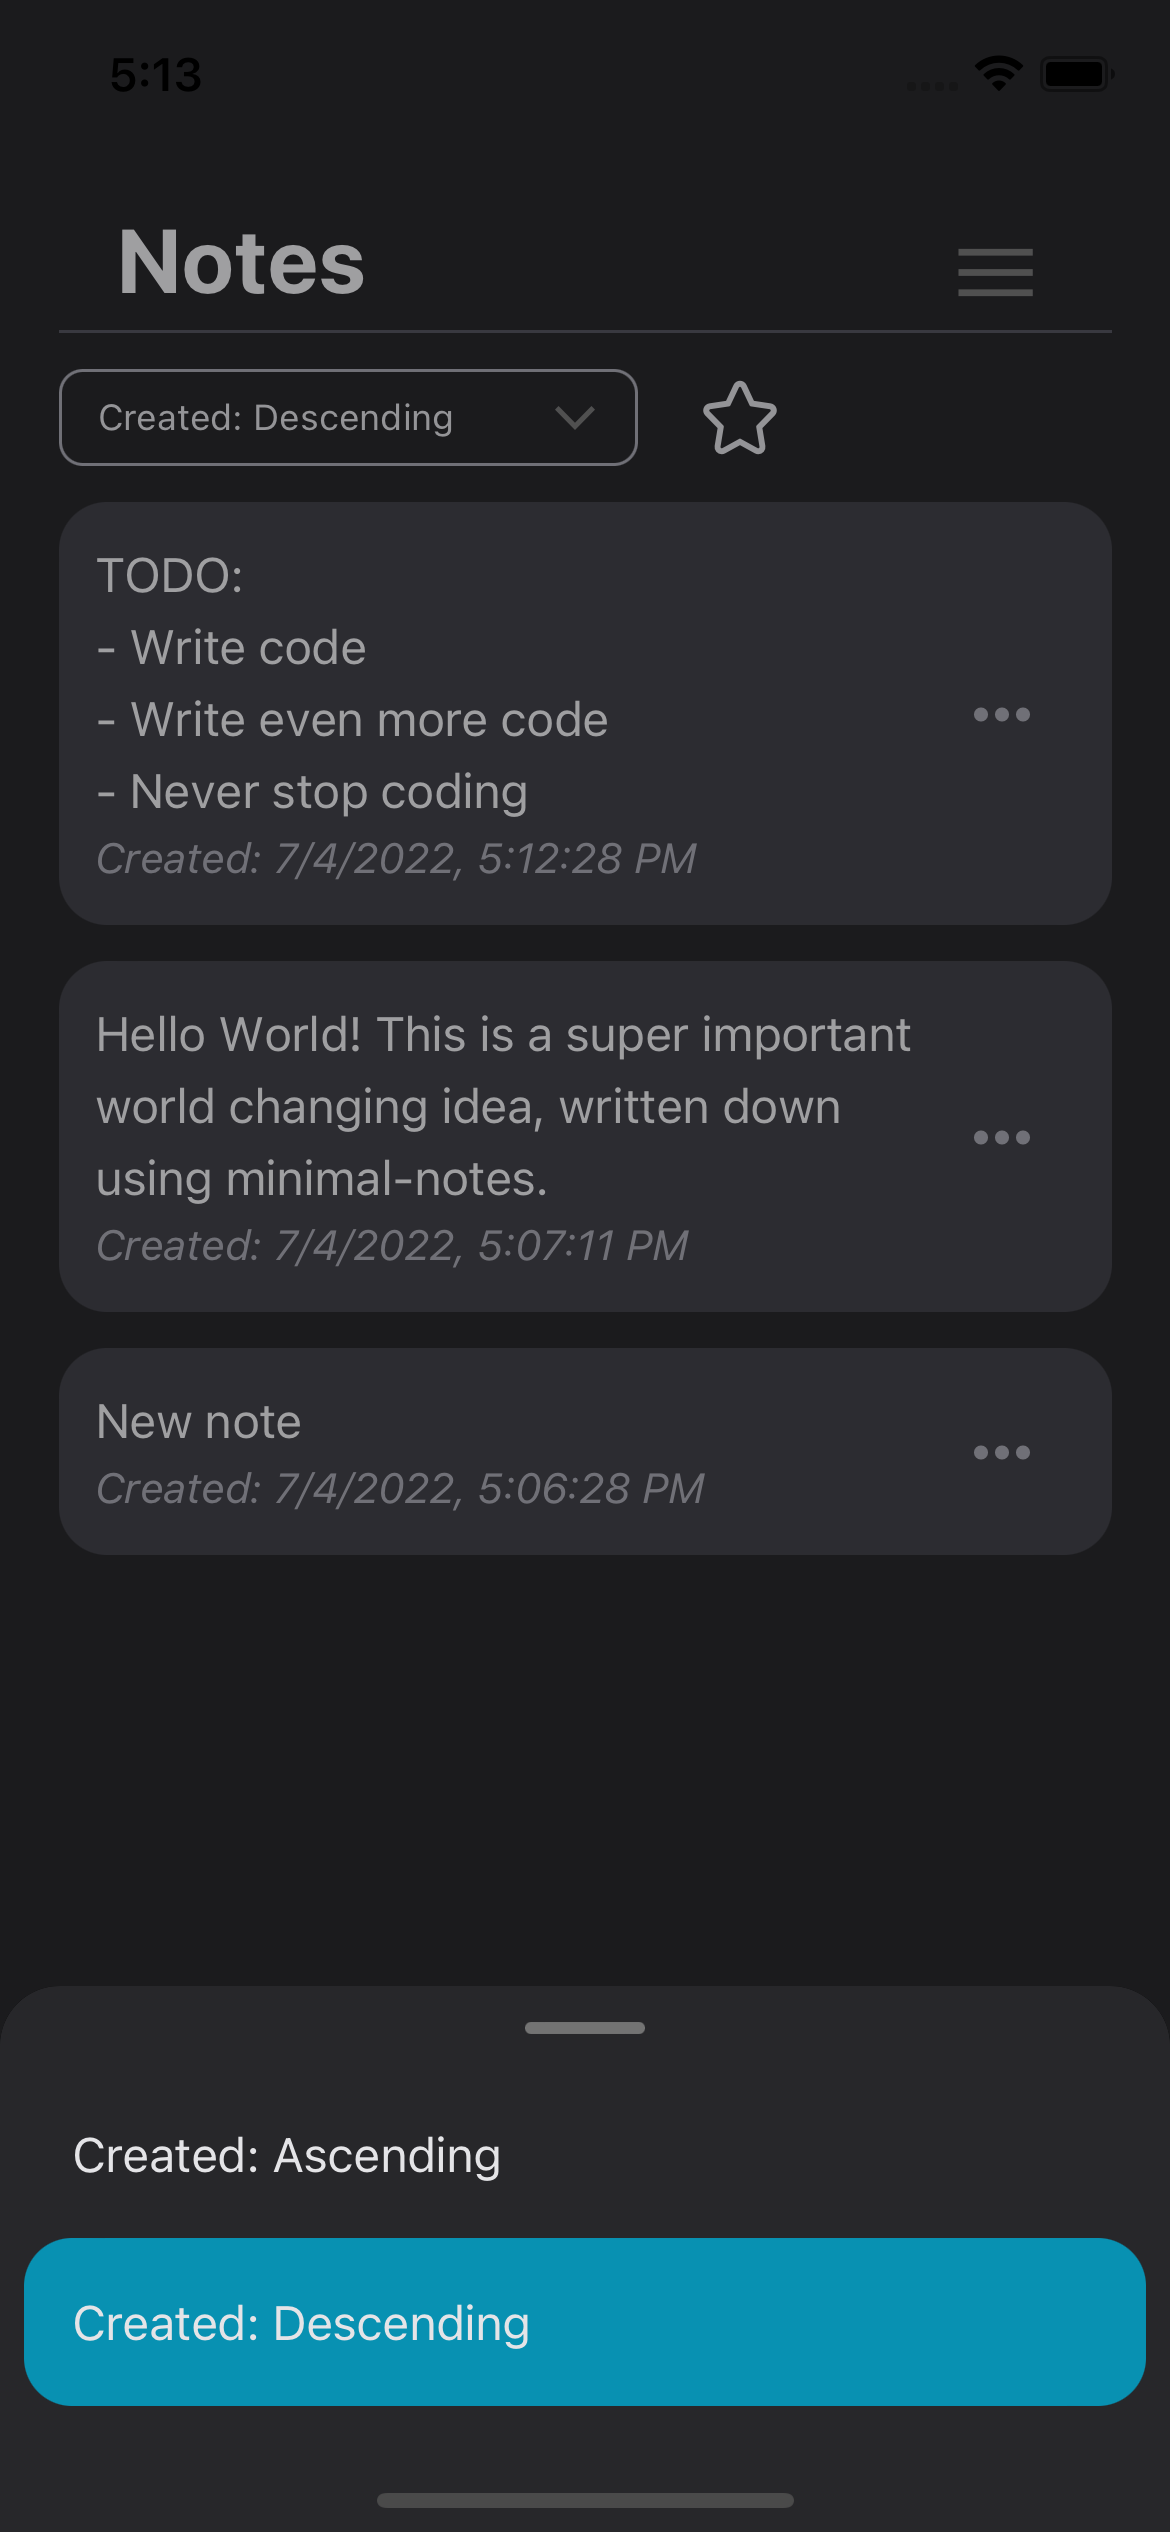 5:13
Notes
Created: Descending
TODO:
- Write code
- Write even more code
- Never stop coding
Created: 7/4/2022, 5:12:28 PM
Hello World! This is a super important
world changing idea, written down
using minimal-notes.
Created: 7/4/2022, 5:07:11 PM
New note
Created: 7/4/2022, 5:06:28 PM
Created: Ascending
Created: Descending